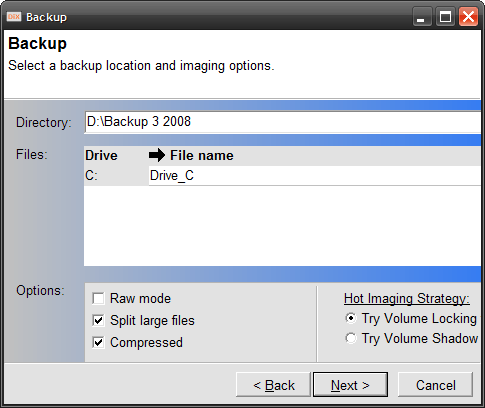 Backup
Backup
Select a backup location and imaging options.
Directory: D:\Backup 3 2008
Files: Drive File name
C: Drive_C
Options:
Raw mode
Split large files
Compressed
Hot Imaging Strategy:
Try Volume Locking
Try Volume Shadow
< Back Next > Cancel